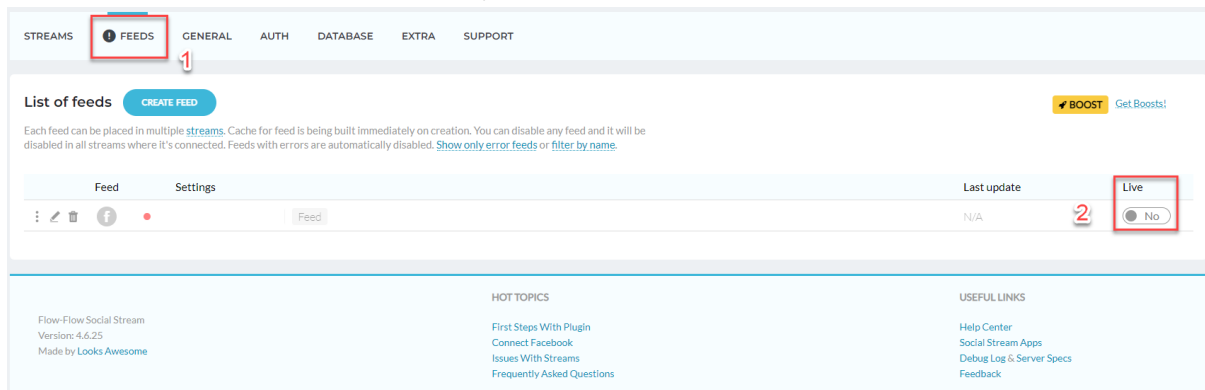 STREAMS FEEDS GENERAL AUTH DATABASE EXTRA SUPPORT
1
List of feeds CREATE FEED BOOST Get Boosts!
Each feed can be placed in multiple streams. Cache for feed is being built immediately on creation. You can disable any feed and it will be
disabled in all streams where it's connected. Feeds with errors are automatically disabled. Show only error feeds or filter by name.
Feed Settings Last update Live
Feed N/A 2 No
HOT TOPICS USEFUL LINKS
Flow-Flow Social Stream
Version: 4.6.25
Made by Looks Awesome
First Steps With Plugin
Connect Facebook
Issues With Streams
Frequently Asked Questions
Help Center
Social Stream Apps
Debug Log & Server Specs
Feedback